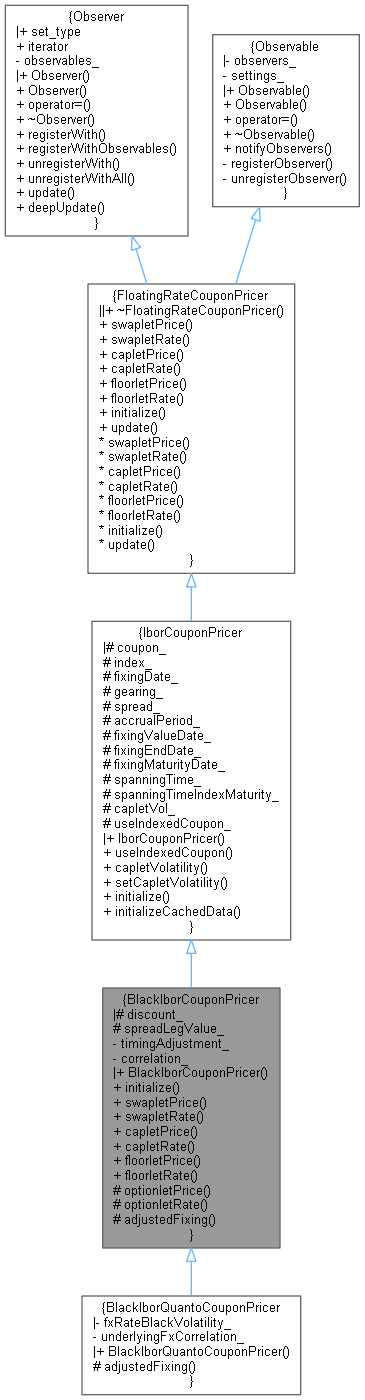 {Observer
|+ set_type
+ iterator
- observables_
|+ Observer()
+ Observer()
+ operator=()
+ ~Observer()
+ registerWith()
+ registerWithObservables()
+ unregisterWith()
+ unregisterWithAll()
+ update()
+ deepUpdate()
}
{Observable
|- observers_
- settings_
|+ Observable()
+ Observable()
+ operator=()
+ ~Observable()
+ notifyObservers()
- registerObserver()
- unregisterObserver()
}
{FloatingRateCouponPricer
||+ ~FloatingRateCouponPricer()
+ swapletPrice()
+ swapletRate()
+ capletPrice()
+ capletRate()
+ floorletPrice()
+ floorletRate()
+ initialize()
+ update()
* swapletPrice()
* swapletRate()
* capletPrice()
* capletRate()
* floorletPrice()
* floorletRate()
* initialize()
* update()
}
{IborCouponPricer
|# coupon_
# index_
# fixingDate_
# gearing_
# spread_
# accrualPeriod_
# fixingValueDate_
# fixingEndDate_
# fixingMaturityDate_
# spanningTime_
# spanningTimeIndexMaturity_
# capletVol_
# useIndexedCoupon_
|+ IborCouponPricer()
+ useIndexedCoupon()
+ capletVolatility()
+ setCapletVolatility()
+ initialize()
+ initializeCachedData()
}
{BlackIborCouponPricer
|# discount_
# spreadLegValue_
- timingAdjustment_
- correlation_
|+ BlackIborCouponPricer()
+ initialize()
+ swapletPrice()
+ swapletRate()
+ capletPrice()
+ capletRate()
+ floorletPrice()
+ floorletRate()
# optionletPrice()
# optionletRate()
# adjustedFixing()
}
{BlackIborQuantoCouponPricer
|- fxRateBlackVolatility_
- underlyingFxCorrelation_
|+ BlackIborQuantoCouponPricer()
# adjustedFixing()
}